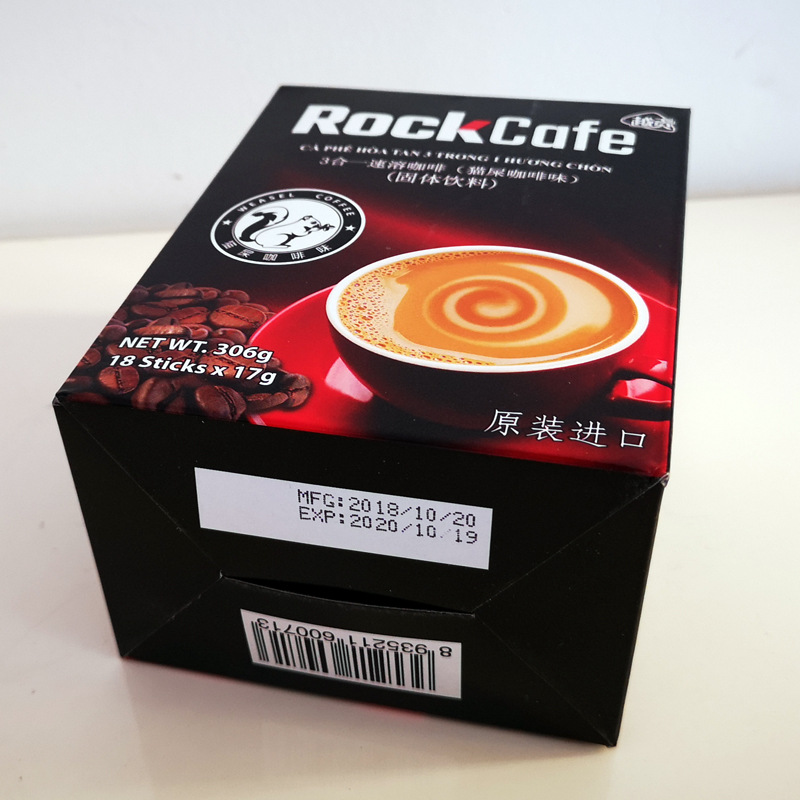 RockCafe
越贡
CÀ PHÊ HÒA TAN 3 TRONG 1 HƯƠNG CHỒN
3合一速溶咖啡（猫屎咖啡味）
(固体饮料)
★ WEASEL COFFEE ★
猫屎咖啡味
NET WT. 306g
18 Sticks x 17g
原装进口
MFG:2018/10/20
EXP:2020/10/19
8 935211 600713